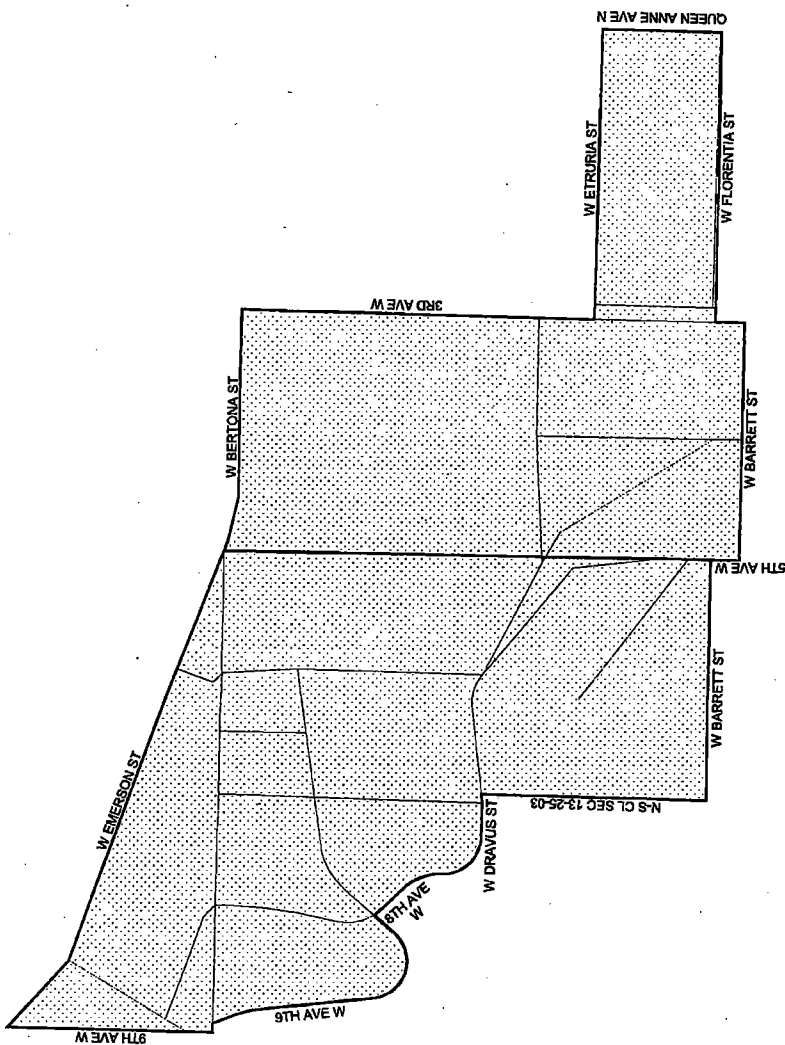 QUEEN ANNE AVE N
W ETRURIA ST
W FLORENTIA ST
3RD AVE W
W BERTONA ST
W BARRETT ST
5TH AVE W
W BARRETT ST
W EMERSON ST
N-S CL SEC 13-25-03
W DRAVUS ST
8TH AVE
W
9TH AVE W
9TH AVE W